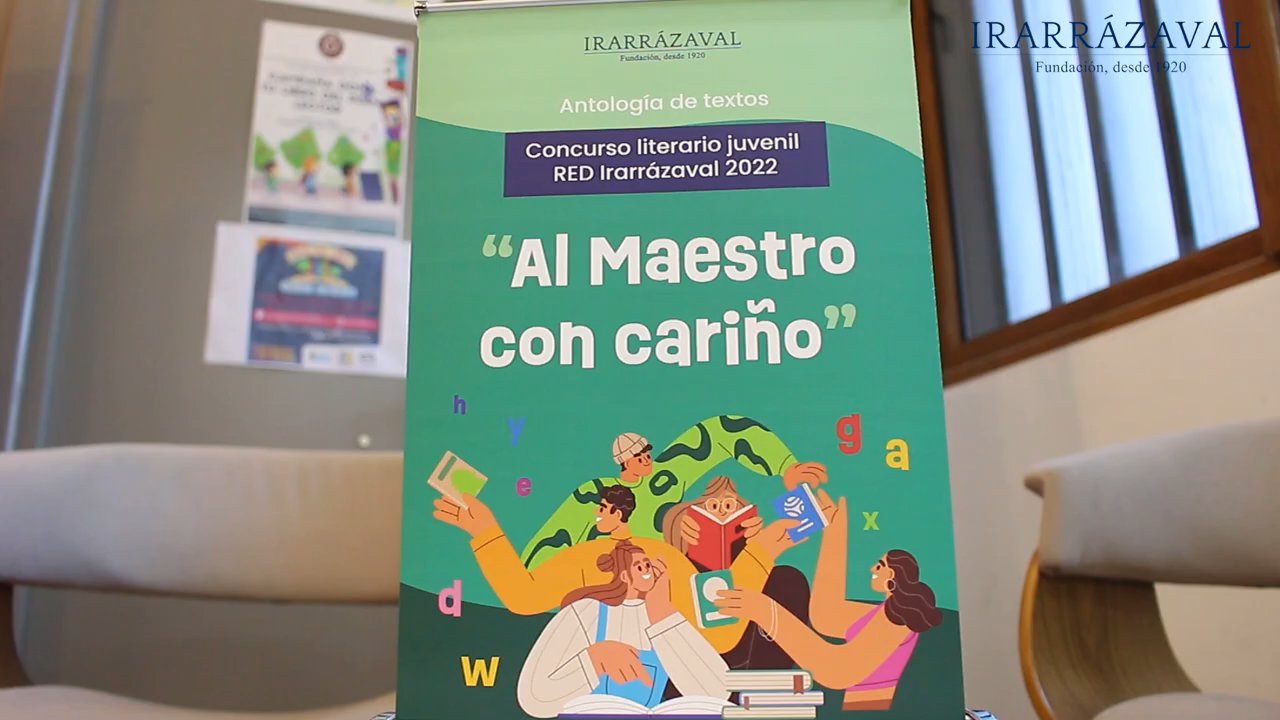 IRARRÁZAVAL
Fundación, desde 1920
IRARRÁZAVAL
Fundación, desde 1920
Antología de textos
Concurso literario juvenil
RED Irarrázaval 2022
“Al Maestro
con cariño”
h
y
g
a
e
x
d
w